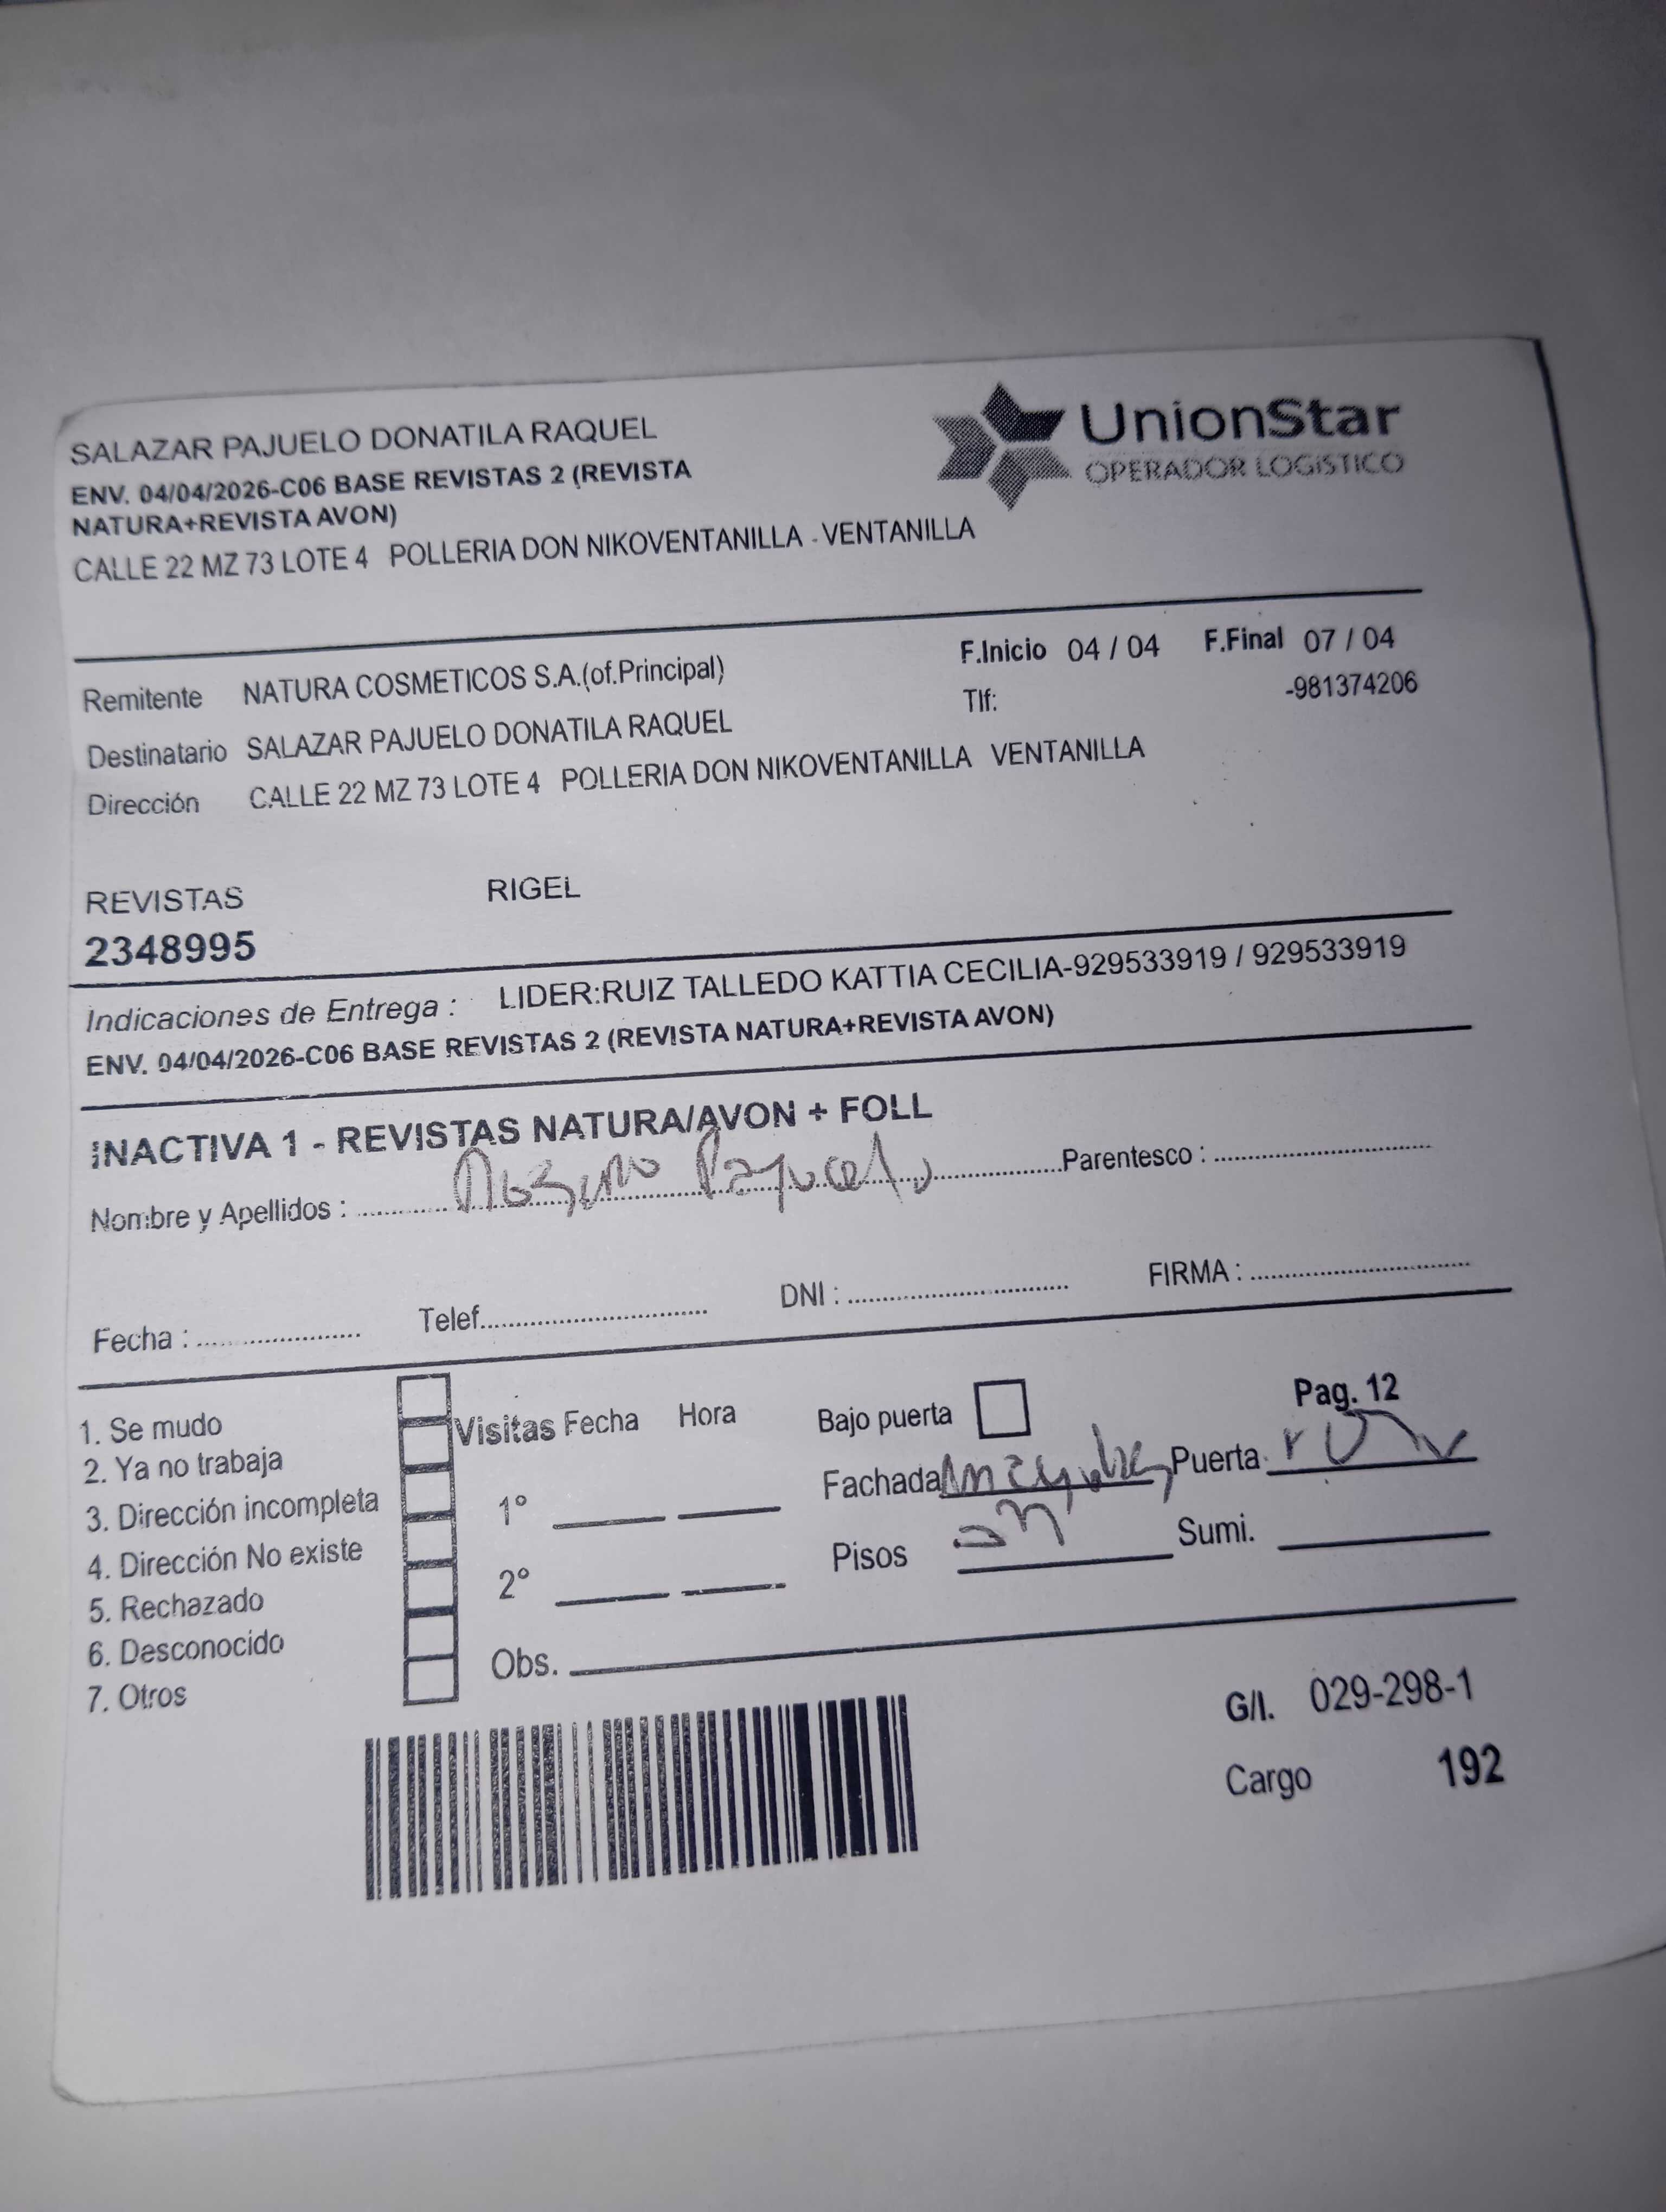 SALAZAR PAJUELO DONATILA RAQUEL
ENV. 04/04/2026-C06 BASE REVISTAS 2 (REVISTA
NATURA+REVISTA AVON)
CALLE 22 MZ 73 LOTE 4 POLLERIA DON NIKOVENTANILLA - VENTANILLA
UnionStar
OPERADOR LOGISTICO
F.Inicio 04 / 04 F.Final 07 / 04
Remitente NATURA COSMETICOS S.A.(of.Principal)
Tlf: -981374206
Destinatario SALAZAR PAJUELO DONATILA RAQUEL
Dirección CALLE 22 MZ 73 LOTE 4 POLLERIA DON NIKOVENTANILLA VENTANILLA
REVISTAS RIGEL
2348995
Indicaciones de Entrega : LIDER:RUIZ TALLEDO KATTIA CECILIA-929533919 / 929533919
ENV. 04/04/2026-C06 BASE REVISTAS 2 (REVISTA NATURA+REVISTA AVON)
INACTIVA 1 - REVISTAS NATURA/AVON + FOLL
Nombre y Apellidos : Pajuelo Parentesco :
Fecha : Telef. DNI : FIRMA :
Pag. 12
1. Se mudo
2. Ya no trabaja
3. Dirección incompleta
4. Dirección No existe
5. Rechazado
6. Desconocido
7. Otros
Visitas Fecha Hora
1°
2°
Obs.
Bajo puerta
Fachada Puerta
Pisos Sumi.
G/I. 029-298-1
Cargo 192